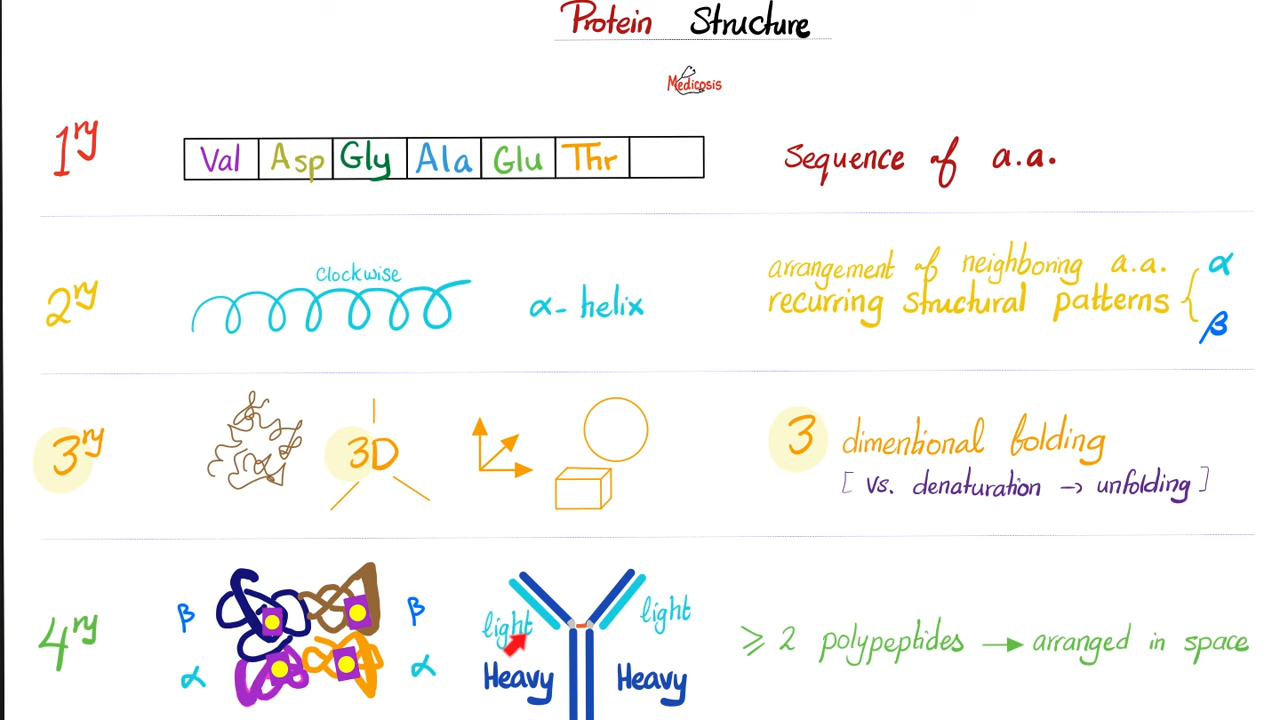 Protein Structure
Medicosis
1ry
Val Asp Gly Ala Glu Thr
Sequence of a.a.
2ry
Clockwise
α- helix
arrangement of neighboring a.a.
recurring structural patterns { α
β
3ry
3D
3 dimentional folding
[ vs. denaturation → unfolding ]
4ry
β β
α α
light light
Heavy Heavy
⩾ 2 polypeptides → arranged in space